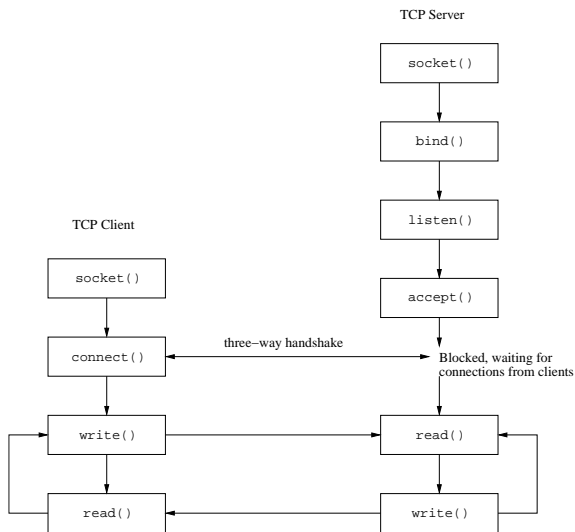 TCP Server
socket()
bind()
listen()
TCP Client
socket()
accept()
three−way handshake
connect()
Blocked, waiting for
connections from clients
write()
read()
read()
write()